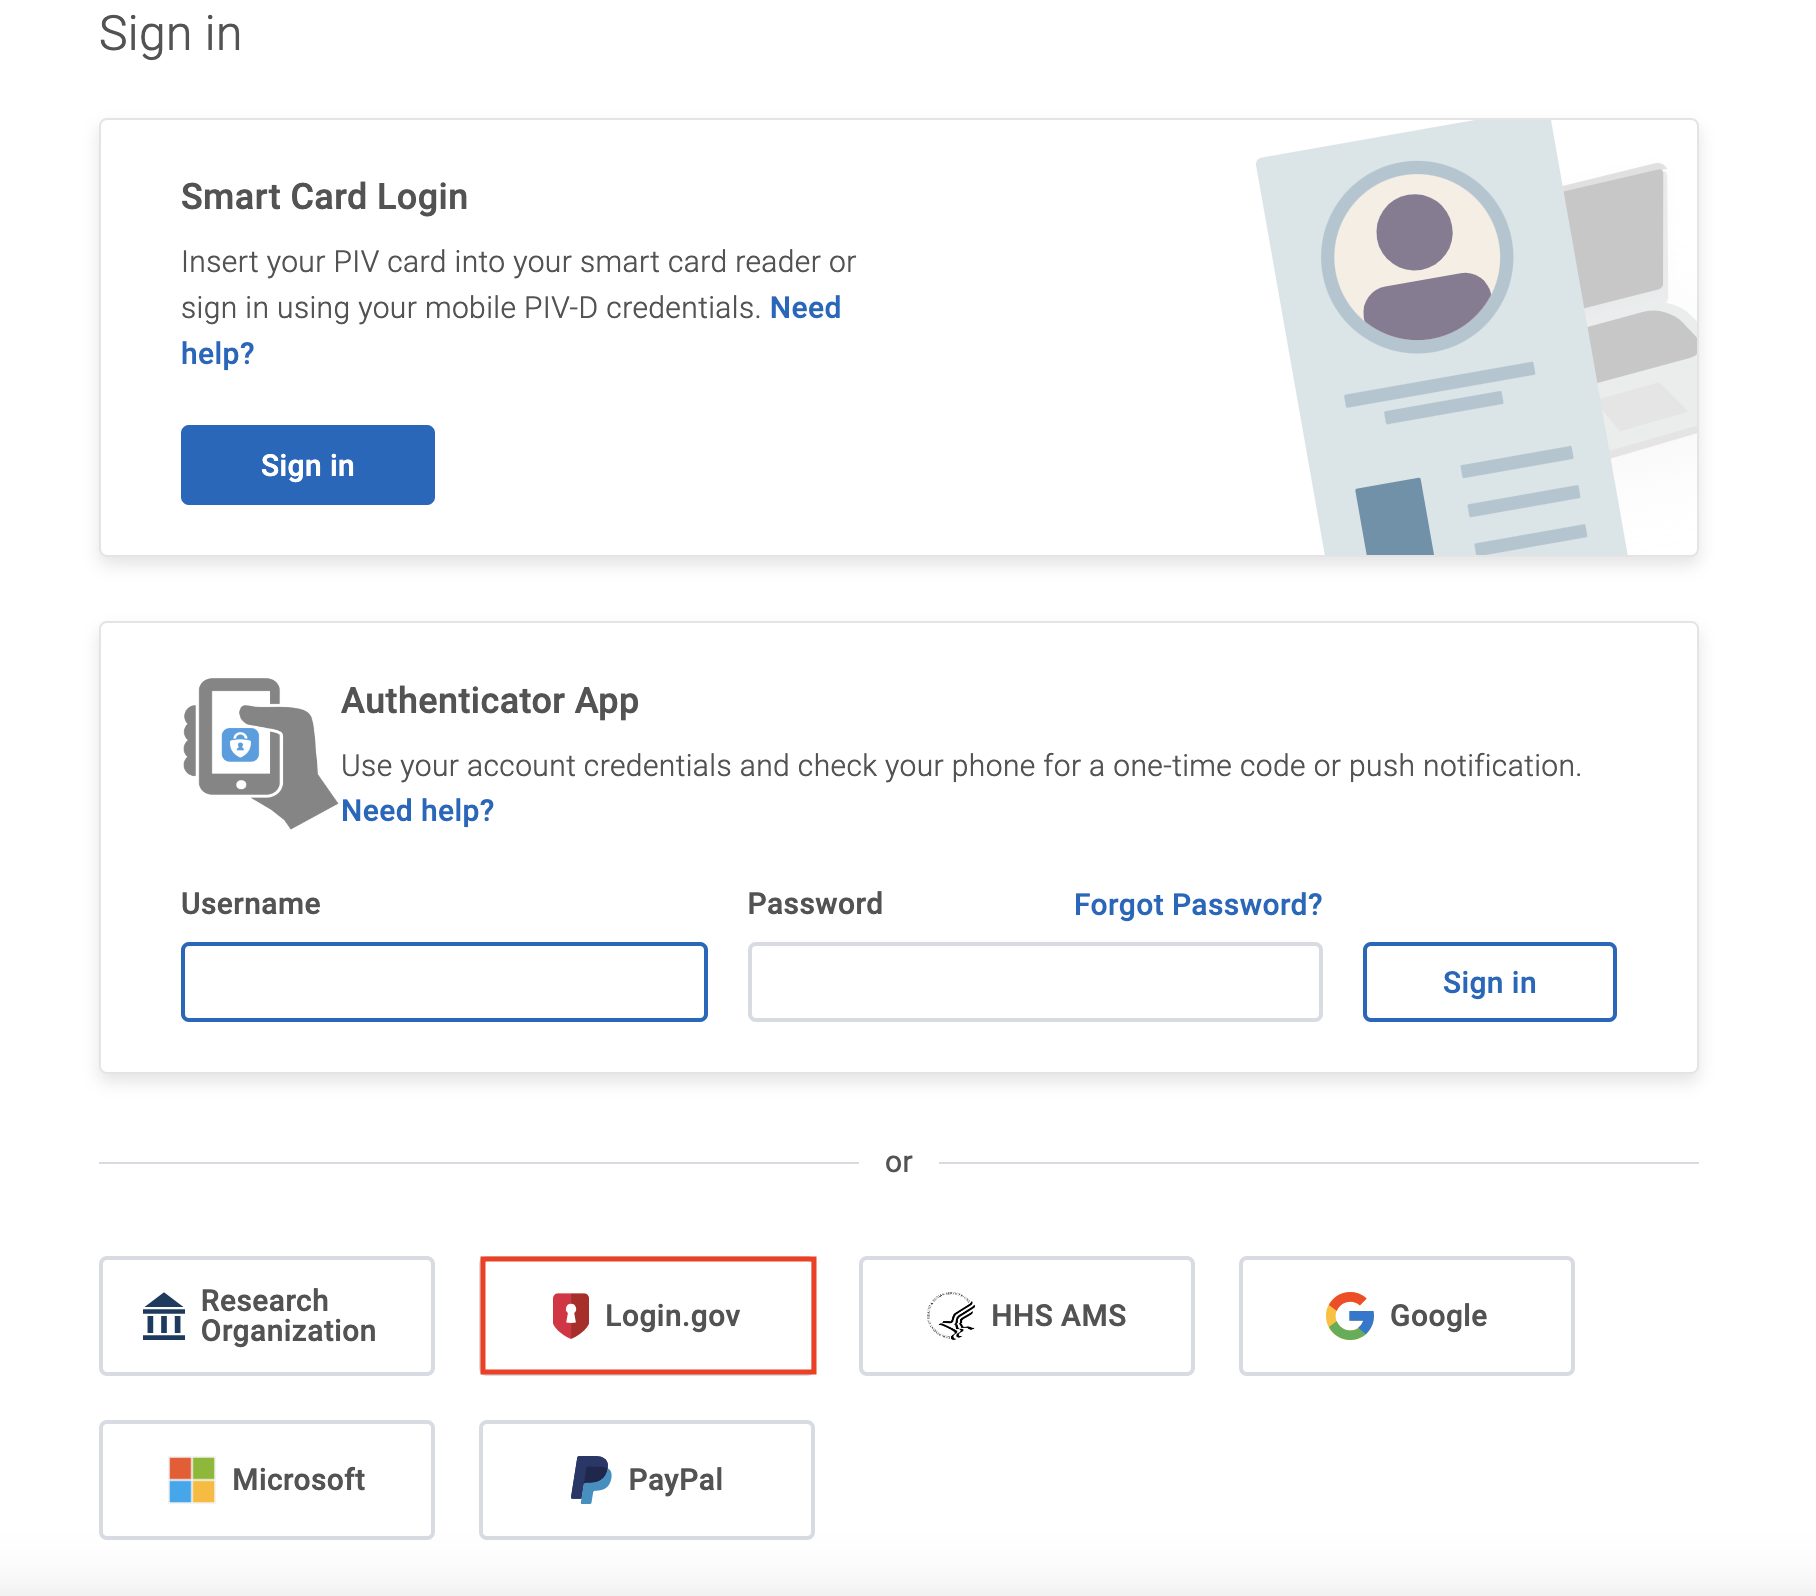 Sign in
Smart Card Login
Insert your PIV card into your smart card reader or
sign in using your mobile PIV-D credentials. Need
help?
Sign in
Authenticator App
Use your account credentials and check your phone for a one-time code or push notification.
Need help?
Username
Password
Forgot Password?
Sign in
or
Research
Organization
Login.gov
HHS AMS
Google
Microsoft
PayPal